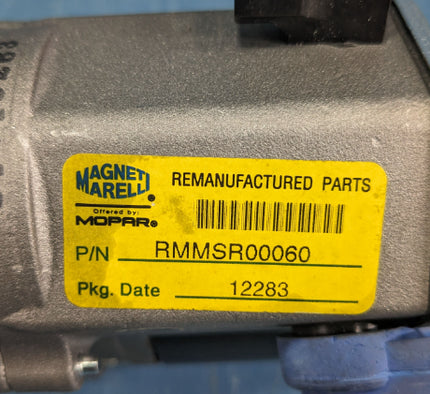 MAGNETI
MARELLI
Offered by:
MOPAR
REMANUFACTURED PARTS
P/N RMMSR00060
Pkg. Date 12283